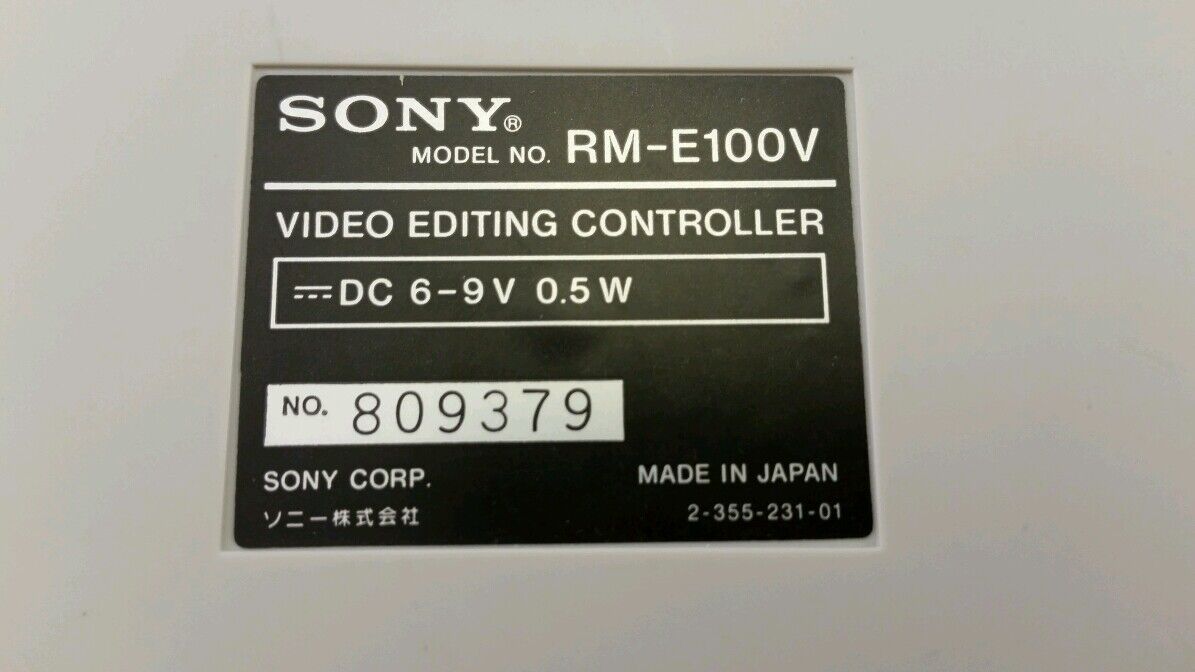 SONY®
MODEL NO. RM-E100V
VIDEO EDITING CONTROLLER
⎓DC 6-9V 0.5W
NO. 809379
SONY CORP. MADE IN JAPAN
ソニー株式会社 2-355-231-01